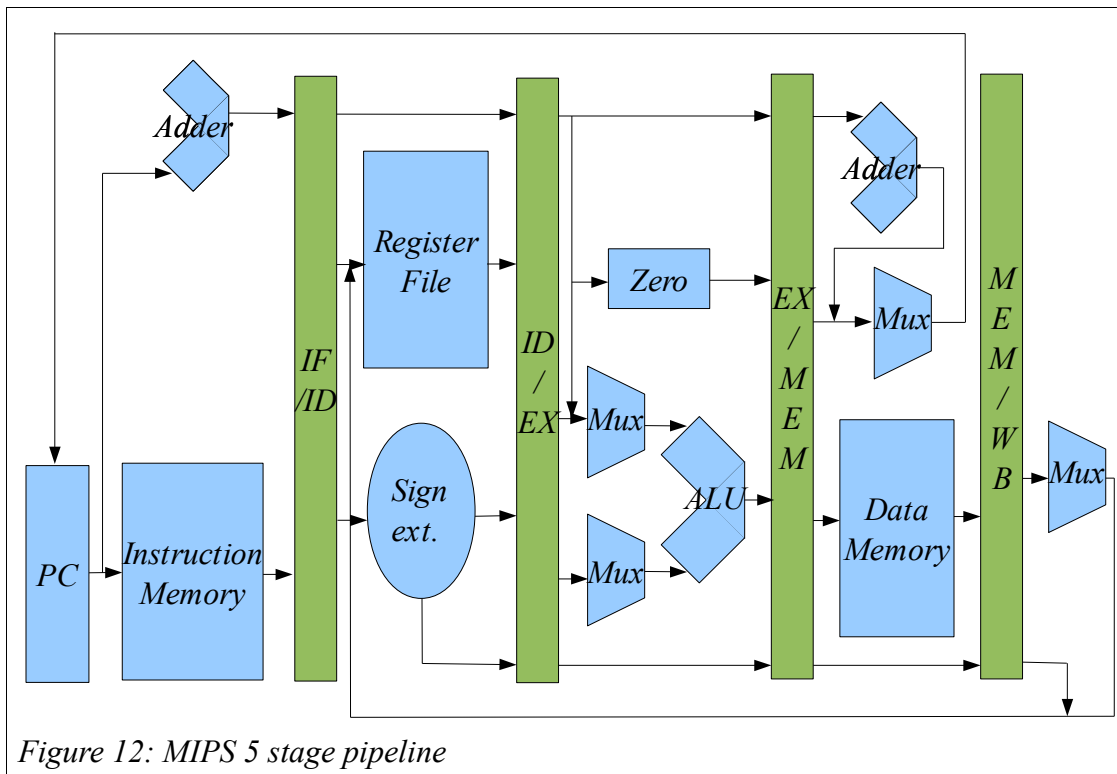 Adder
Adder
Register
File
Zero
Mux
IF
/ID
ID
/
EX
EX
/
M
E
M
M
E
M
/
W
B
Mux
Mux
Sign
ext.
ALU
Data
Memory
Mux
PC
Instruction
Memory
Figure 12: MIPS 5 stage pipeline